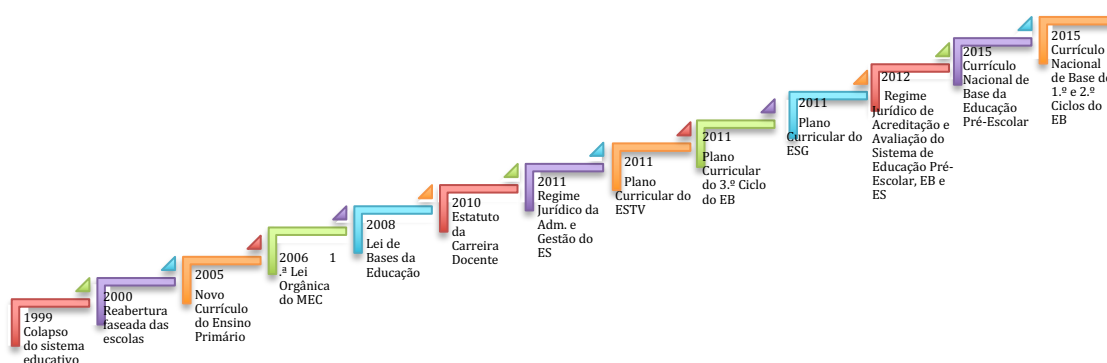 1999
Colapso
do sistema
educativo
2000
Reabertura
faseada das
escolas
2005
Novo
Currículo
do Ensino
Primário
2006 1
.ª Lei
Orgânica
do MEC
2008
Lei de
Bases da
Educação
2010
Estatuto
da
Carreira
Docente
2011
Regime
Jurídico da
Adm. e
Gestão do
ES
2011
Plano
Curricular do
ESTV
2011
Plano
Curricular
do 3.º Ciclo
do EB
2011
Plano
Curricular do
ESG
2012
Regime
Jurídico de
Acreditação e
Avaliação do
Sistema de
Educação Pré-
Escolar, EB e
ES
2015
Currículo
Nacional de
Base da
Educação
Pré-Escolar
2015
Currículo
Nacional
de Base do
1.º e 2.º
Ciclos do
EB